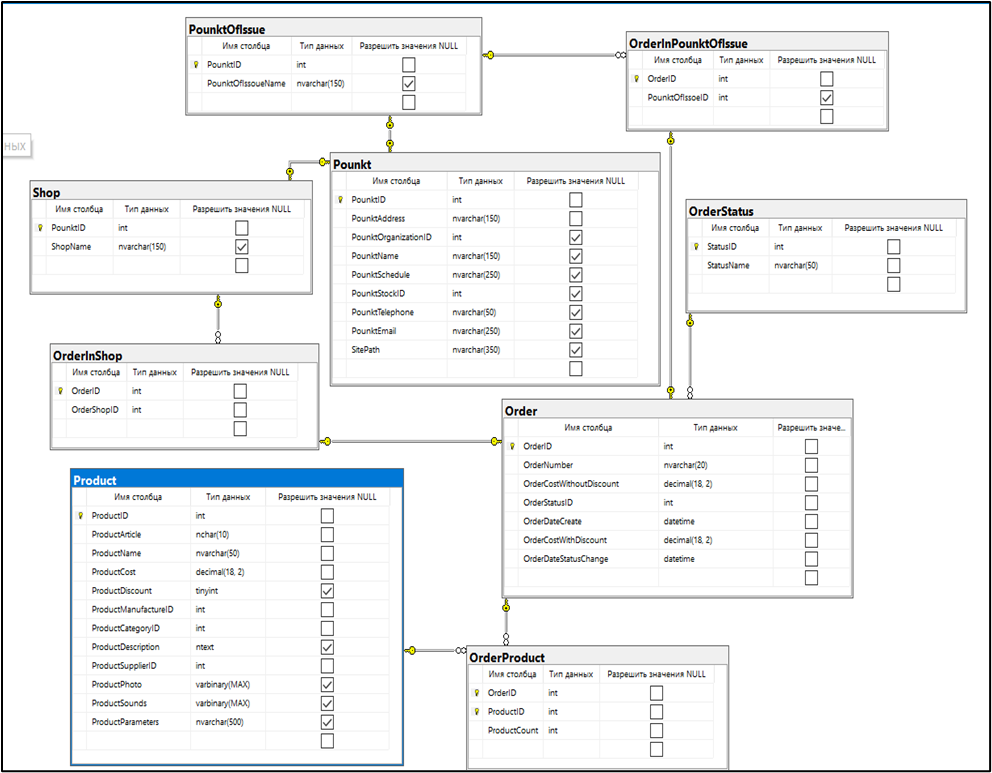 PounktOfIssue
Имя столбца Тип данных Разрешить значения NULL
PounktID int
PounktOfIssoueName nvarchar(150)
OrderInPounktOfIssue
Имя столбца Тип данных Разрешить значения NULL
OrderID int
PounktOfIssoeID int
ных
Pounkt
Имя столбца Тип данных Разрешить значения NULL
PounktID int
PounktAddress nvarchar(150)
PounktOrganizationID int
PounktName nvarchar(150)
PounktSchedule nvarchar(250)
PounktStockID int
PounktTelephone nvarchar(50)
PounktEmail nvarchar(250)
SitePath nvarchar(350)
Shop
Имя столбца Тип данных Разрешить значения NULL
PounktID int
ShopName nvarchar(150)
OrderStatus
Имя столбца Тип данных Разрешить значения NULL
StatusID int
StatusName nvarchar(50)
OrderInShop
Имя столбца Тип данных Разрешить значения NULL
OrderID int
OrderShopID int
Order
Имя столбца Тип данных Разрешить значе...
OrderID int
OrderNumber nvarchar(20)
OrderCostWithoutDiscount decimal(18, 2)
OrderStatusID int
OrderDateCreate datetime
OrderCostWithDiscount decimal(18, 2)
OrderDateStatusChange datetime
Product
Имя столбца Тип данных Разрешить значения NULL
ProductID int
ProductArticle nchar(10)
ProductName nvarchar(50)
ProductCost decimal(18, 2)
ProductDiscount tinyint
ProductManufactureID int
ProductCategoryID int
ProductDescription ntext
ProductSupplierID int
ProductPhoto varbinary(MAX)
ProductSounds varbinary(MAX)
ProductParameters nvarchar(500)
OrderProduct
Имя столбца Тип данных Разрешить значения NULL
OrderID int
ProductID int
ProductCount int